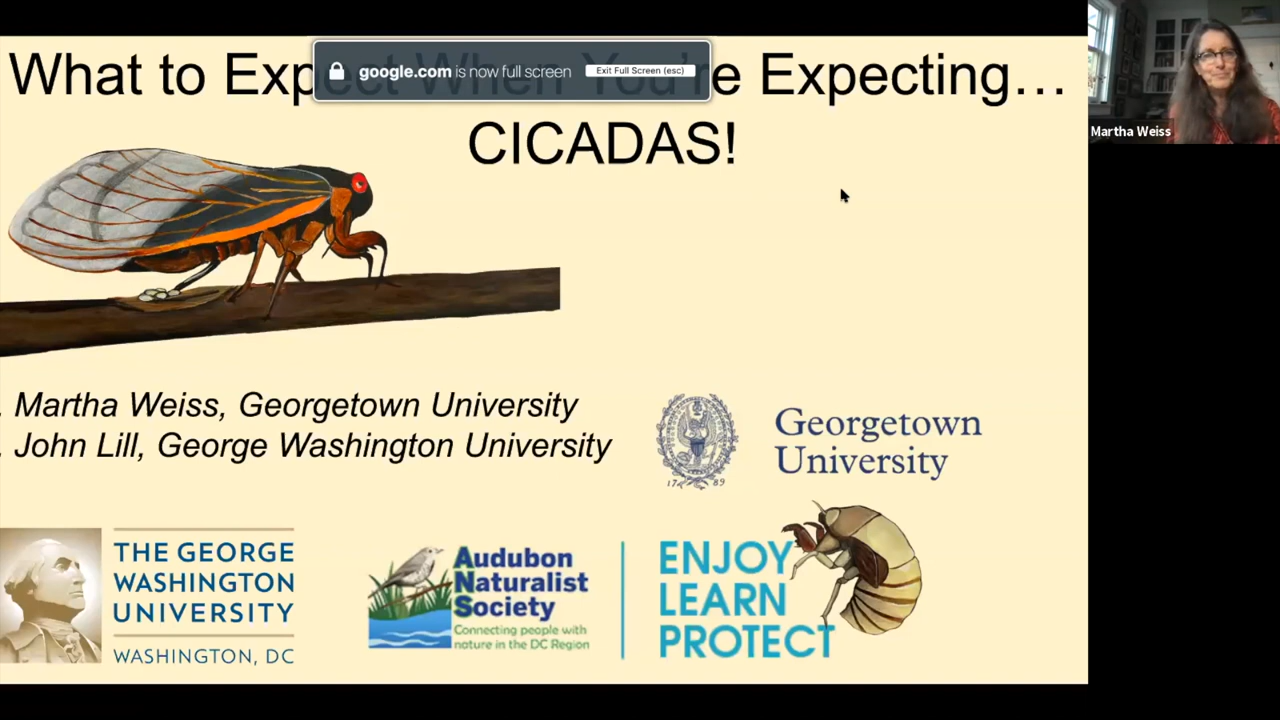 What to Exp
google.com is now full screen
Exit Full Screen (esc)
e Expecting…
CICADAS!
Martha Weiss
. Martha Weiss, Georgetown University
. John Lill, George Washington University
Georgetown
University
17 89
THE GEORGE
WASHINGTON
UNIVERSITY
WASHINGTON, DC
Audubon
Naturalist
Society
Connecting people with
nature in the DC Region
ENJOY
LEARN
PROTECT